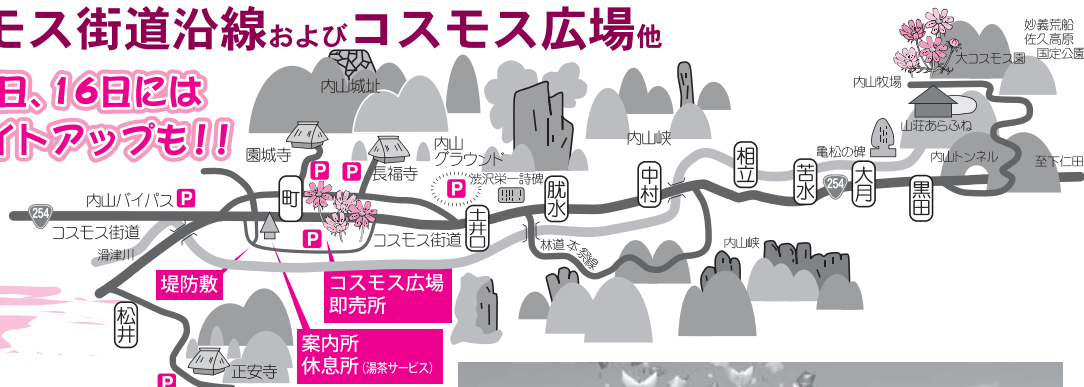 モス街道沿線およびコスモス広場他
日、16日には
イトアップも!!
妙義荒船
佐久高原
国定公園
大コスモス園
内山牧場
山荘あらふね
内山城址
園城寺
長福寺
P
P
内山
グラウンド
P
渋沢栄一詩碑
内山峡
亀松の碑
内山トンネル
至下仁田
内山バイパス
P
町
肬水
中村
相立
苦水
254
大月
黒田
254
コスモス街道
滑津川
P
コスモス街道
土井口
内山峡
堤防敷
コスモス広場
即売所
松井
案内所
休息所(湯茶サービス)
正安寺
P